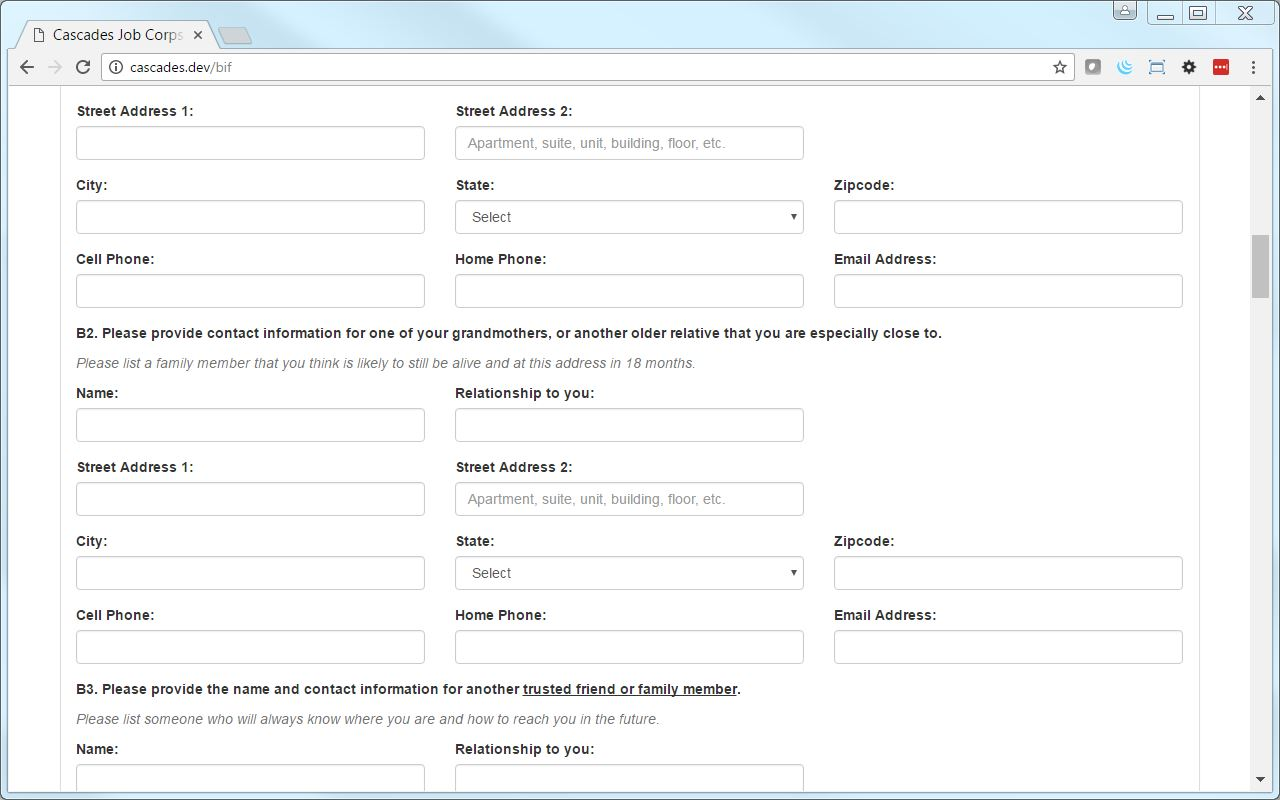 Cascades Job Corps
cascades.dev/bif
Street Address 1: Street Address 2:
Apartment, suite, unit, building, floor, etc.
City: State: Zipcode:
Select
Cell Phone: Home Phone: Email Address:
B2. Please provide contact information for one of your grandmothers, or another older relative that you are especially close to.
Please list a family member that you think is likely to still be alive and at this address in 18 months.
Name: Relationship to you:
Street Address 1: Street Address 2:
Apartment, suite, unit, building, floor, etc.
City: State: Zipcode:
Select
Cell Phone: Home Phone: Email Address:
B3. Please provide the name and contact information for another trusted friend or family member.
Please list someone who will always know where you are and how to reach you in the future.
Name: Relationship to you: